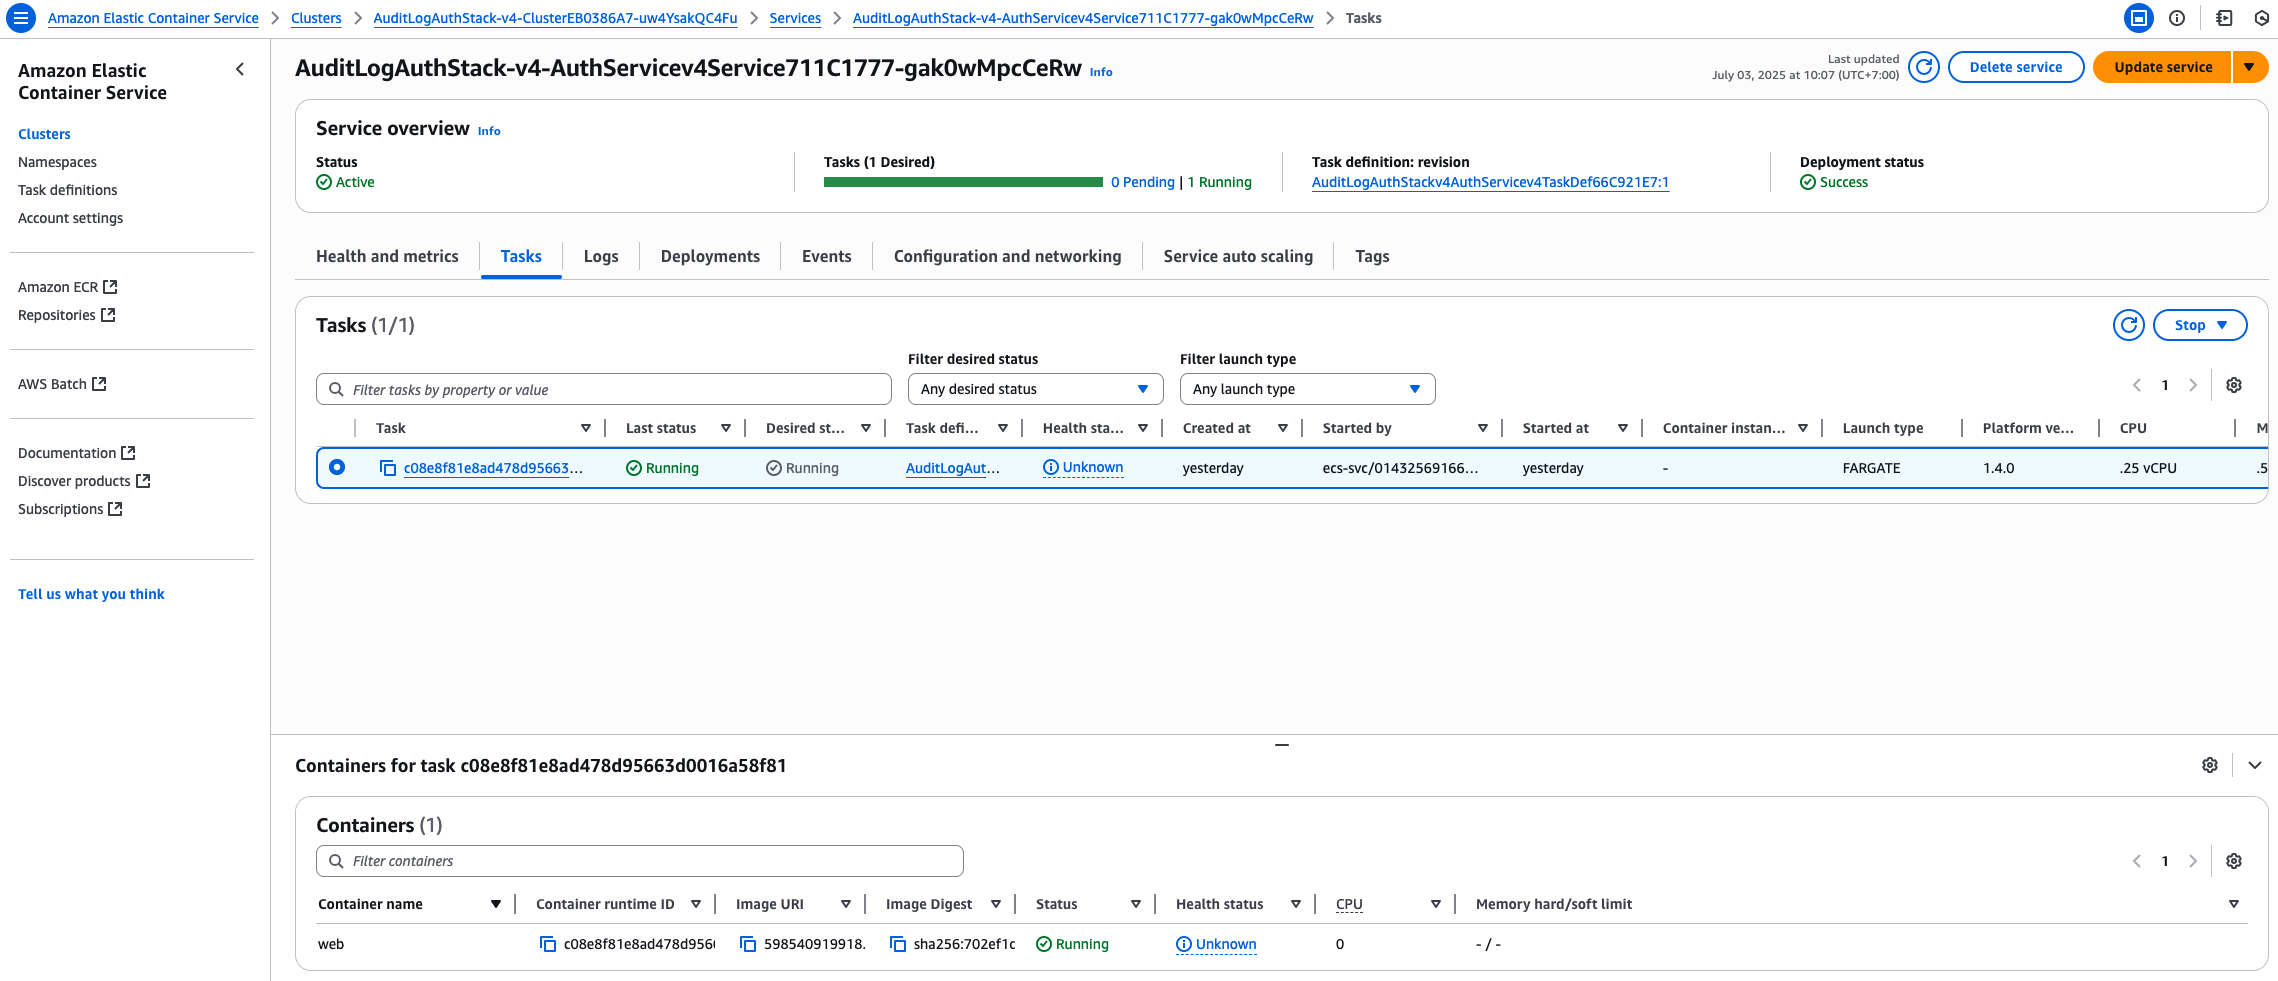 Amazon Elastic Container Service > Clusters > AuditLogAuthStack-v4-ClusterEB0386A7-uw4YsakQC4Fu > Services > AuditLogAuthStack-v4-AuthServicev4Service711C1777-gak0wMpcCeRw > Tasks
Amazon Elastic
Container Service
Clusters
Namespaces
Task definitions
Account settings
Amazon ECR
Repositories
AWS Batch
Documentation
Discover products
Subscriptions
Tell us what you think
AuditLogAuthStack-v4-AuthServicev4Service711C1777-gak0wMpcCeRw Info
Last updated
July 03, 2025 at 10:07 (UTC+7:00)
Delete service
Update service
Service overview Info
Status
Active
Tasks (1 Desired)
0 Pending | 1 Running
Task definition: revision
AuditLogAuthStackv4AuthServicev4TaskDef66C921E7:1
Deployment status
Success
Health and metrics Tasks Logs Deployments Events Configuration and networking Service auto scaling Tags
Tasks (1/1)
Stop
Filter desired status Filter launch type
Filter tasks by property or value Any desired status Any launch type 1
Task Last status Desired st... Task defi... Health sta... Created at Started by Started at Container instan... Launch type Platform ve... CPU M
c08e8f81e8ad478d95663... Running Running AuditLogAut... Unknown yesterday ecs-svc/01432569166... yesterday - FARGATE 1.4.0 .25 vCPU .5
Containers for task c08e8f81e8ad478d95663d0016a58f81
Containers (1)
Filter containers 1
Container name Container runtime ID Image URI Image Digest Status Health status CPU Memory hard/soft limit
web c08e8f81e8ad478d956 598540919918. sha256:702ef1c Running Unknown 0 - / -